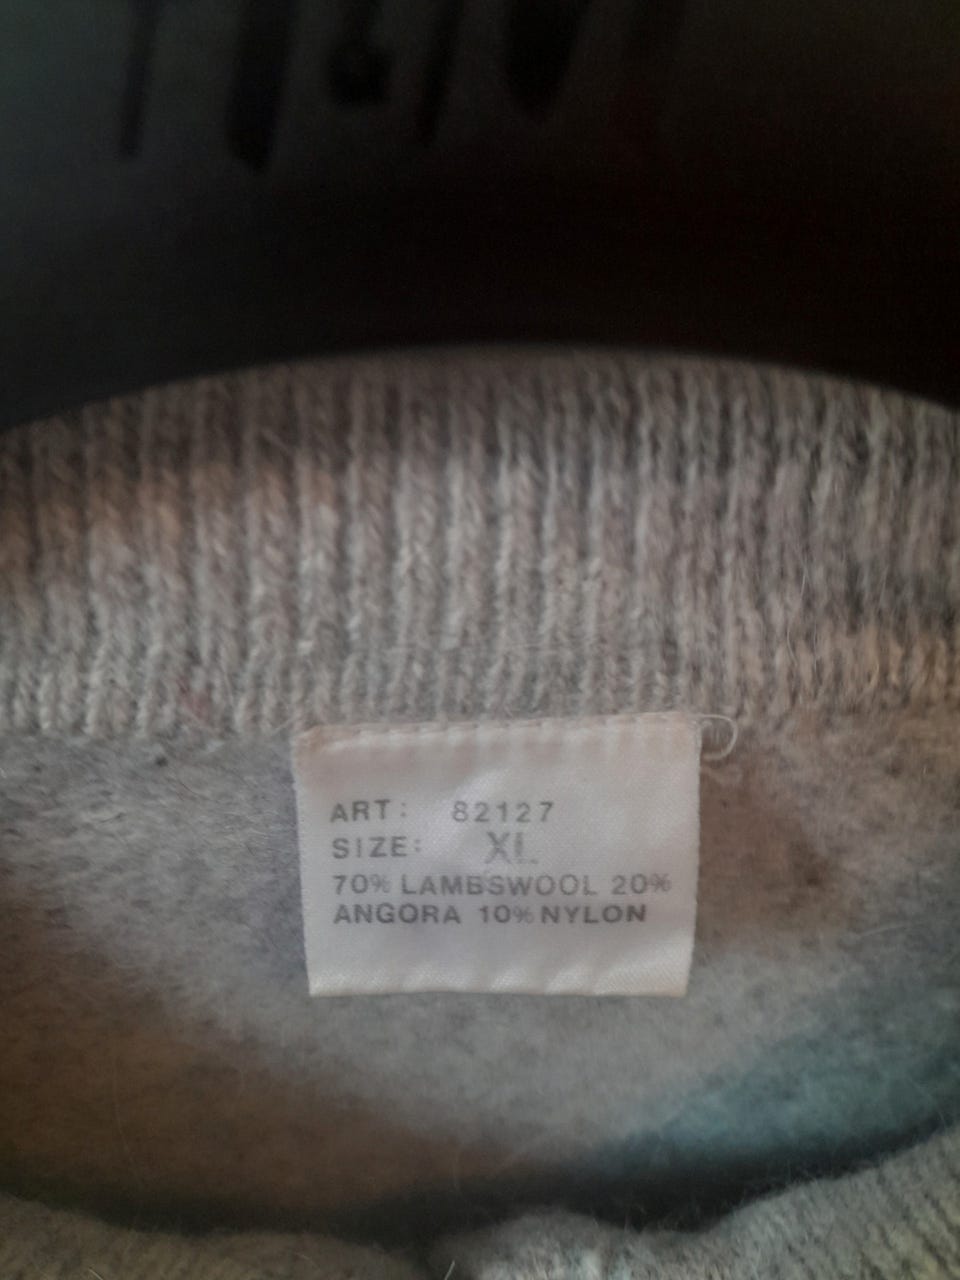 ART: 82127
SIZE: XL
70% LAMBSWOOL 20%
ANGORA 10% NYLON